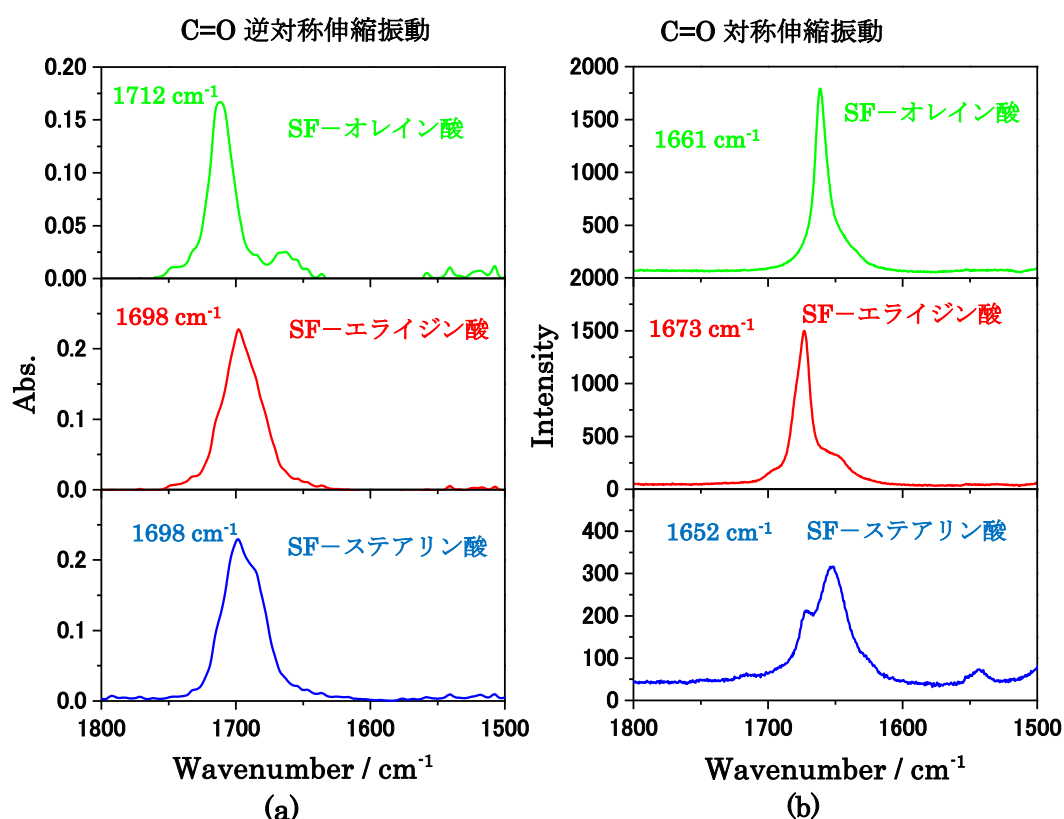 C=O 逆対称伸縮振動
C=O 対称伸縮振動
0.20
0.15
0.10
0.05
0.00
1712 cm-1
SF－オレイン酸
0.2
0.1
0.0
1698 cm-1
SF－エライジン酸
0.2
0.1
0.0
1698 cm-1
SF－ステアリン酸
Abs.
1800
1700
1600
1500
Wavenumber / cm-1
(a)
2000
1500
1000
500
2000
1661 cm-1
SF－オレイン酸
1500
1000
500
0
1673 cm-1
SF－エライジン酸
400
300
200
100
0
1652 cm-1
SF－ステアリン酸
Intensity
1800
1700
1600
1500
Wavenumber / cm-1
(b)